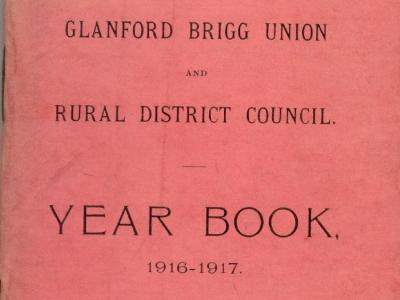 GLANFORD BRIGG UNION
AND
RURAL DISTRICT COUNCIL.
YEAR BOOK,
1916-1917.